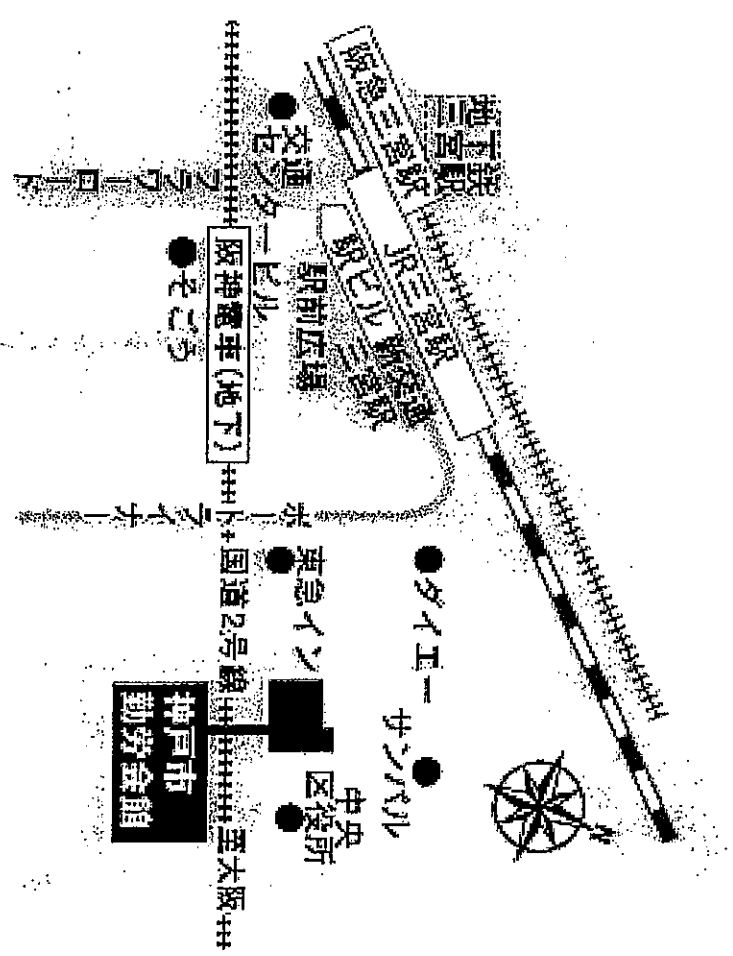 地下鉄
三宮駅
阪急三宮駅
JR三宮駅
駅ビル
新交通
三宮駅
駅前広場
交通
センタービル
フラワーロード
そごう
阪神電車(地下)
ポートライナー
国道2号線
東急イン
ダイエー
サンパル
中央
区役所
神戸市
勤労会館
至大阪
N